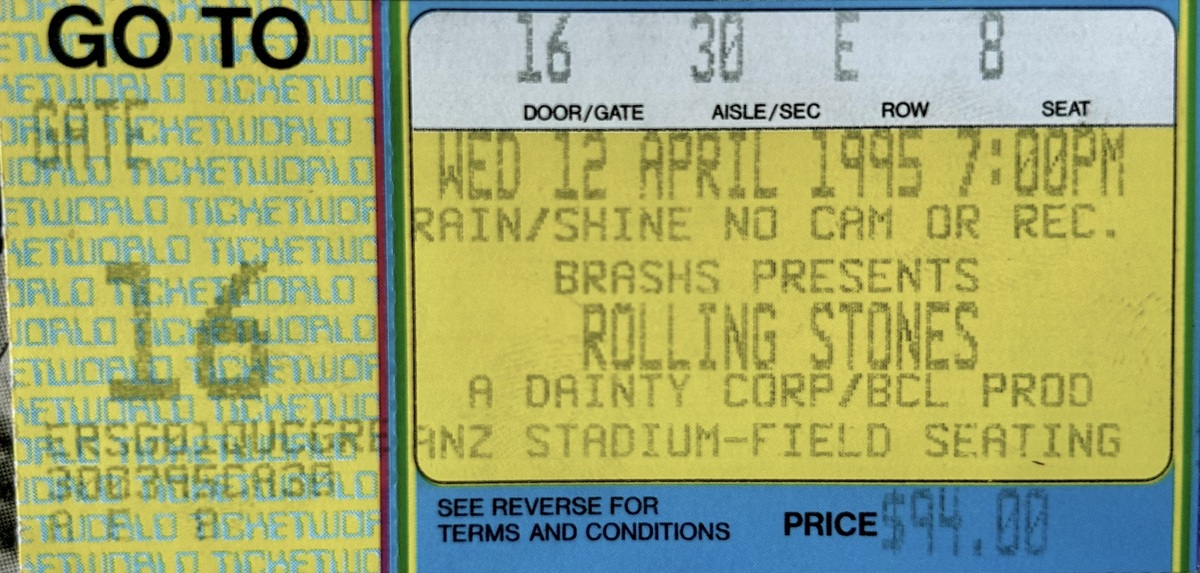 GO TO
GATE
16
16 30 E 8
DOOR/GATE AISLE/SEC ROW SEAT
WED 12 APRIL 1995 7:00PM
RAIN/SHINE NO CAM OR REC.
BRASHS PRESENTS
ROLLING STONES
A DAINTY CORP/BCL PROD
ANZ STADIUM-FIELD SEATING
SEE REVERSE FOR
TERMS AND CONDITIONS
PRICE $94.00
TICKETWORLD